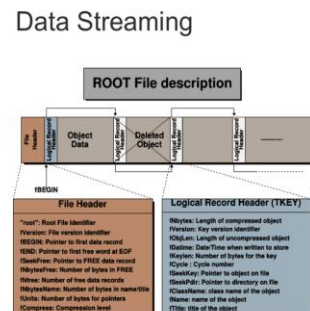 Data Streaming
ROOT File description
File Header
Logical Record Header
Object Data
Logical Record Header
Deleted Object
Logical Record Header
Logical Record Header
............
fBEGIN
File Header
"root": Root File Identifier
fVersion: File version identifier
fBEGIN: Pointer to first data record
fEND: Pointer to first free word at EOF
fSeekFree: Pointer to FREE data record
fNbytesFree: Number of bytes in FREE
fNfree: Number of free data records
fNbytesName: Number of bytes in name/title
fUnits: Number of bytes for pointers
fCompress: Compression level
Logical Record Header (TKEY)
fNbytes: Length of compressed object
fVersion: Key version identifier
fObjLen: Length of uncompressed object
fDatime: Date/Time when written to store
fKeylen: Number of bytes for the key
fCycle : Cycle number
fSeekKey: Pointer to object on file
fSeekPdir: Pointer to directory on file
fClassName: class name of the object
fName: name of the object
fTitle: title of the object